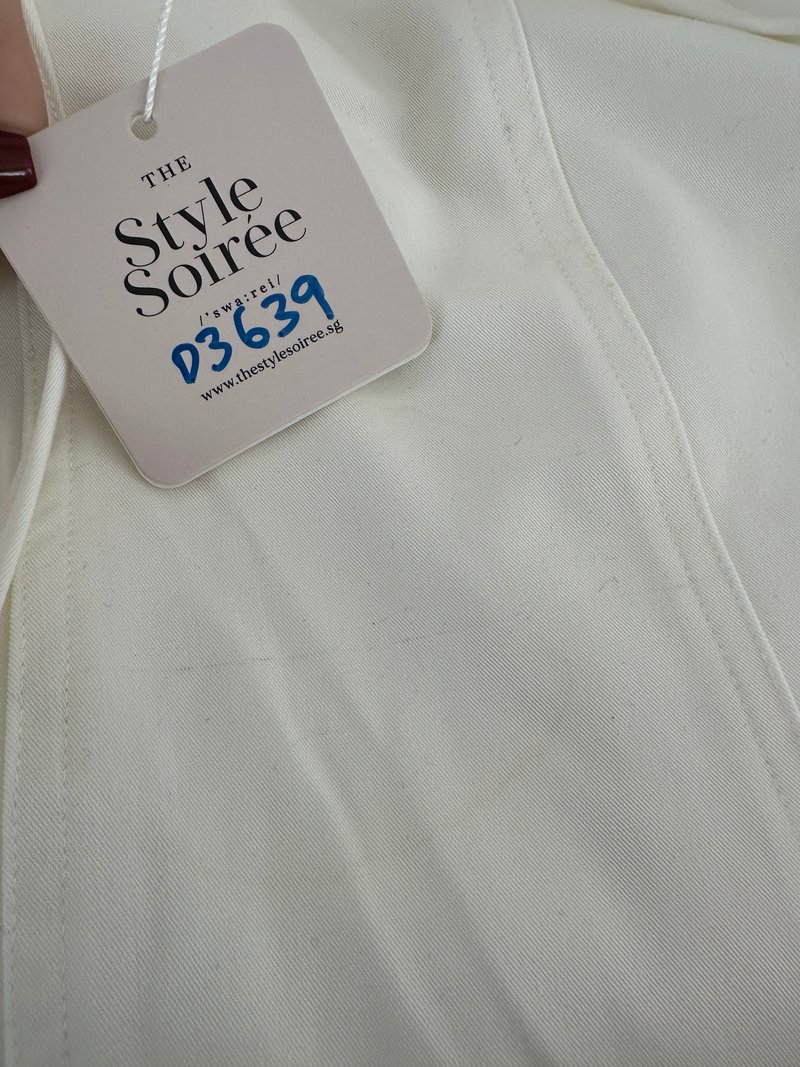 THE
Style
Soirée
/'swa:rei/
D3639
www.thestylesoiree.sg